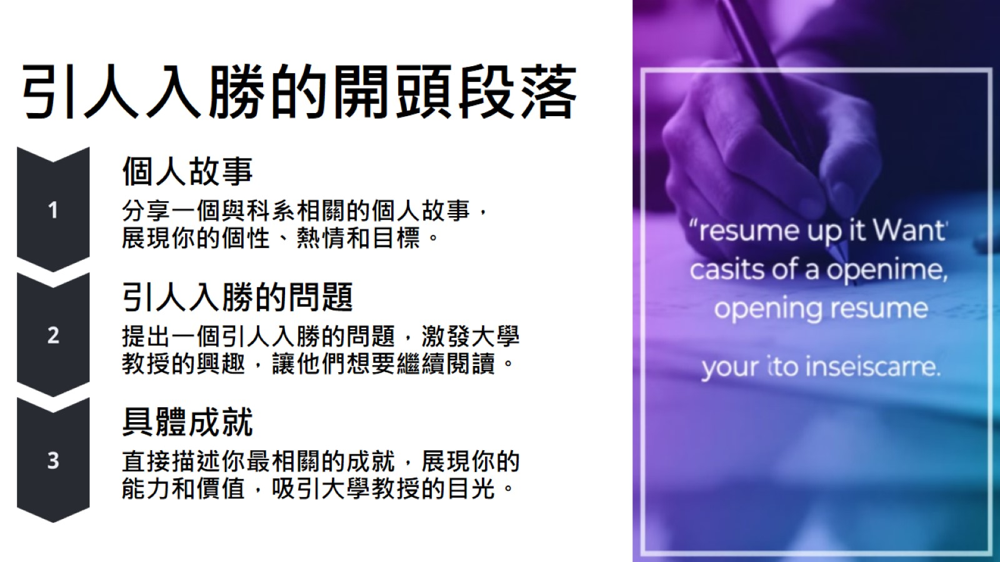 引人入勝的開頭段落
1
個人故事
分享一個與科系相關的個人故事，
展現你的個性、熱情和目標。
2
引人入勝的問題
提出一個引人入勝的問題，激發大學
教授的興趣，讓他們想要繼續閱讀。
3
具體成就
直接描述你最相關的成就，展現你的
能力和價值，吸引大學教授的目光。
“resume up it Want'
casits of a openime,
opening resume
your ito inseiscarre.